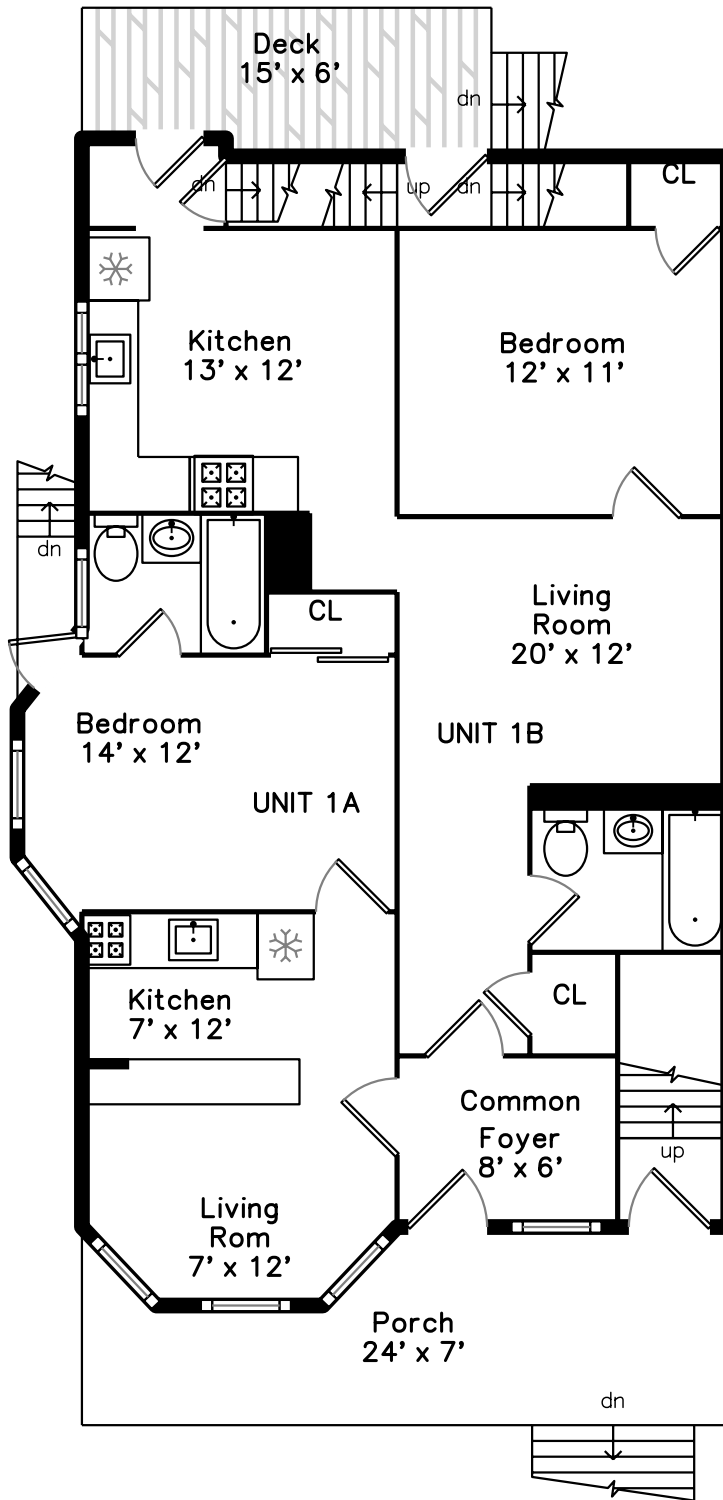 Deck
15' x 6'
dn
dn
up
dn
CL
Kitchen
13' x 12'
Bedroom
12' x 11'
dn
CL
Living
Room
20' x 12'
Bedroom
14' x 12'
UNIT 1B
UNIT 1A
Kitchen
7' x 12'
CL
Common
Foyer
8' x 6'
up
Living
Rom
7' x 12'
Porch
24' x 7'
dn